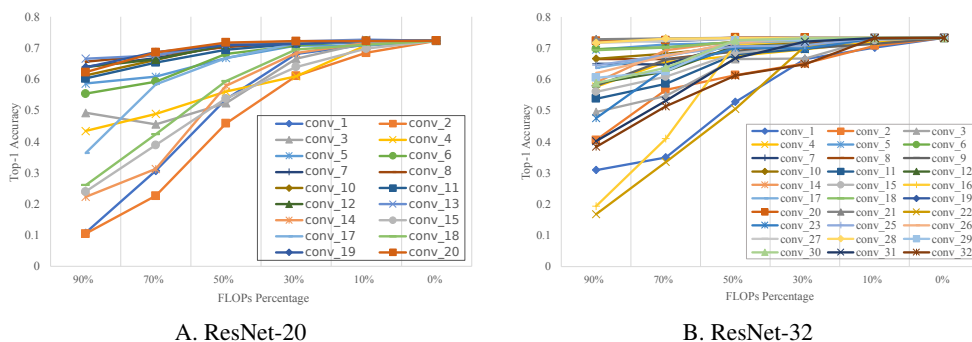 0.8
0.7
0.6
0.5
0.4
0.3
0.2
0.1
0
Top-1 Accuracy
90% 70% 50% 30% 10% 0%
FLOPs Percentage
conv_1 conv_2
conv_3 conv_4
conv_5 conv_6
conv_7 conv_8
conv_10 conv_11
conv_12 conv_13
conv_14 conv_15
conv_17 conv_18
conv_19 conv_20
A. ResNet-20
0.8
0.7
0.6
0.5
0.4
0.3
0.2
0.1
0
Top-1 Accuracy
90% 70% 50% 30% 10% 0%
FLOPs Percentage
conv_1 conv_2 conv_3
conv_4 conv_5 conv_6
conv_7 conv_8 conv_9
conv_10 conv_11 conv_12
conv_14 conv_15 conv_16
conv_17 conv_18 conv_19
conv_20 conv_21 conv_22
conv_23 conv_25 conv_26
conv_27 conv_28 conv_29
conv_30 conv_31 conv_32
B. ResNet-32